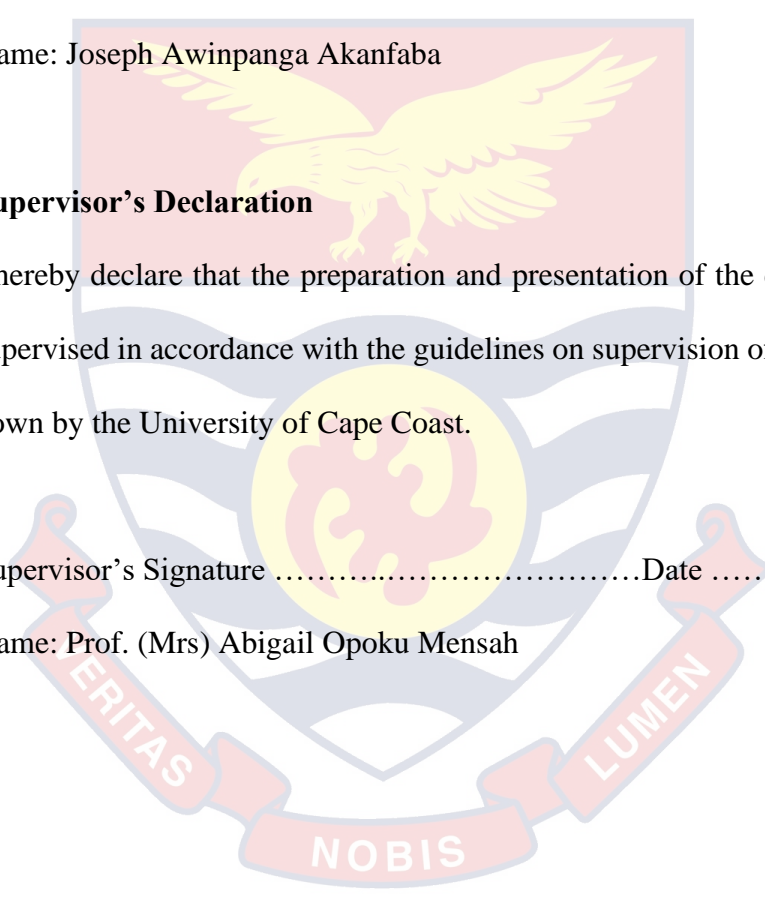 ame: Joseph Awinpanga Akanfaba
upervisor’s Declaration
hereby declare that the preparation and presentation of the
upervised in accordance with the guidelines on supervision o
own by the University of Cape Coast.
upervisor’s Signature ………..……………………Date ……
ame: Prof. (Mrs) Abigail Opoku Mensah
VERITAS NOBIS LUMEN